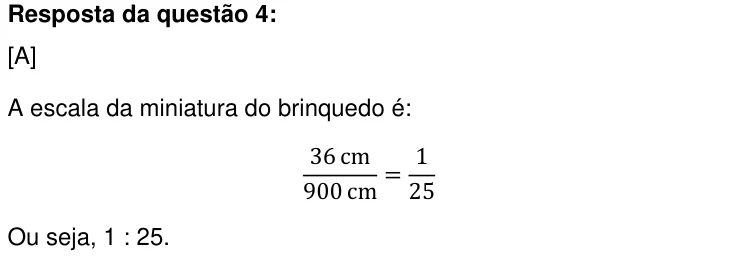 Resposta da questão 4:
[A]
A escala da miniatura do brinquedo é:
36 cm / 900 cm = 1 / 25
Ou seja, 1 : 25.